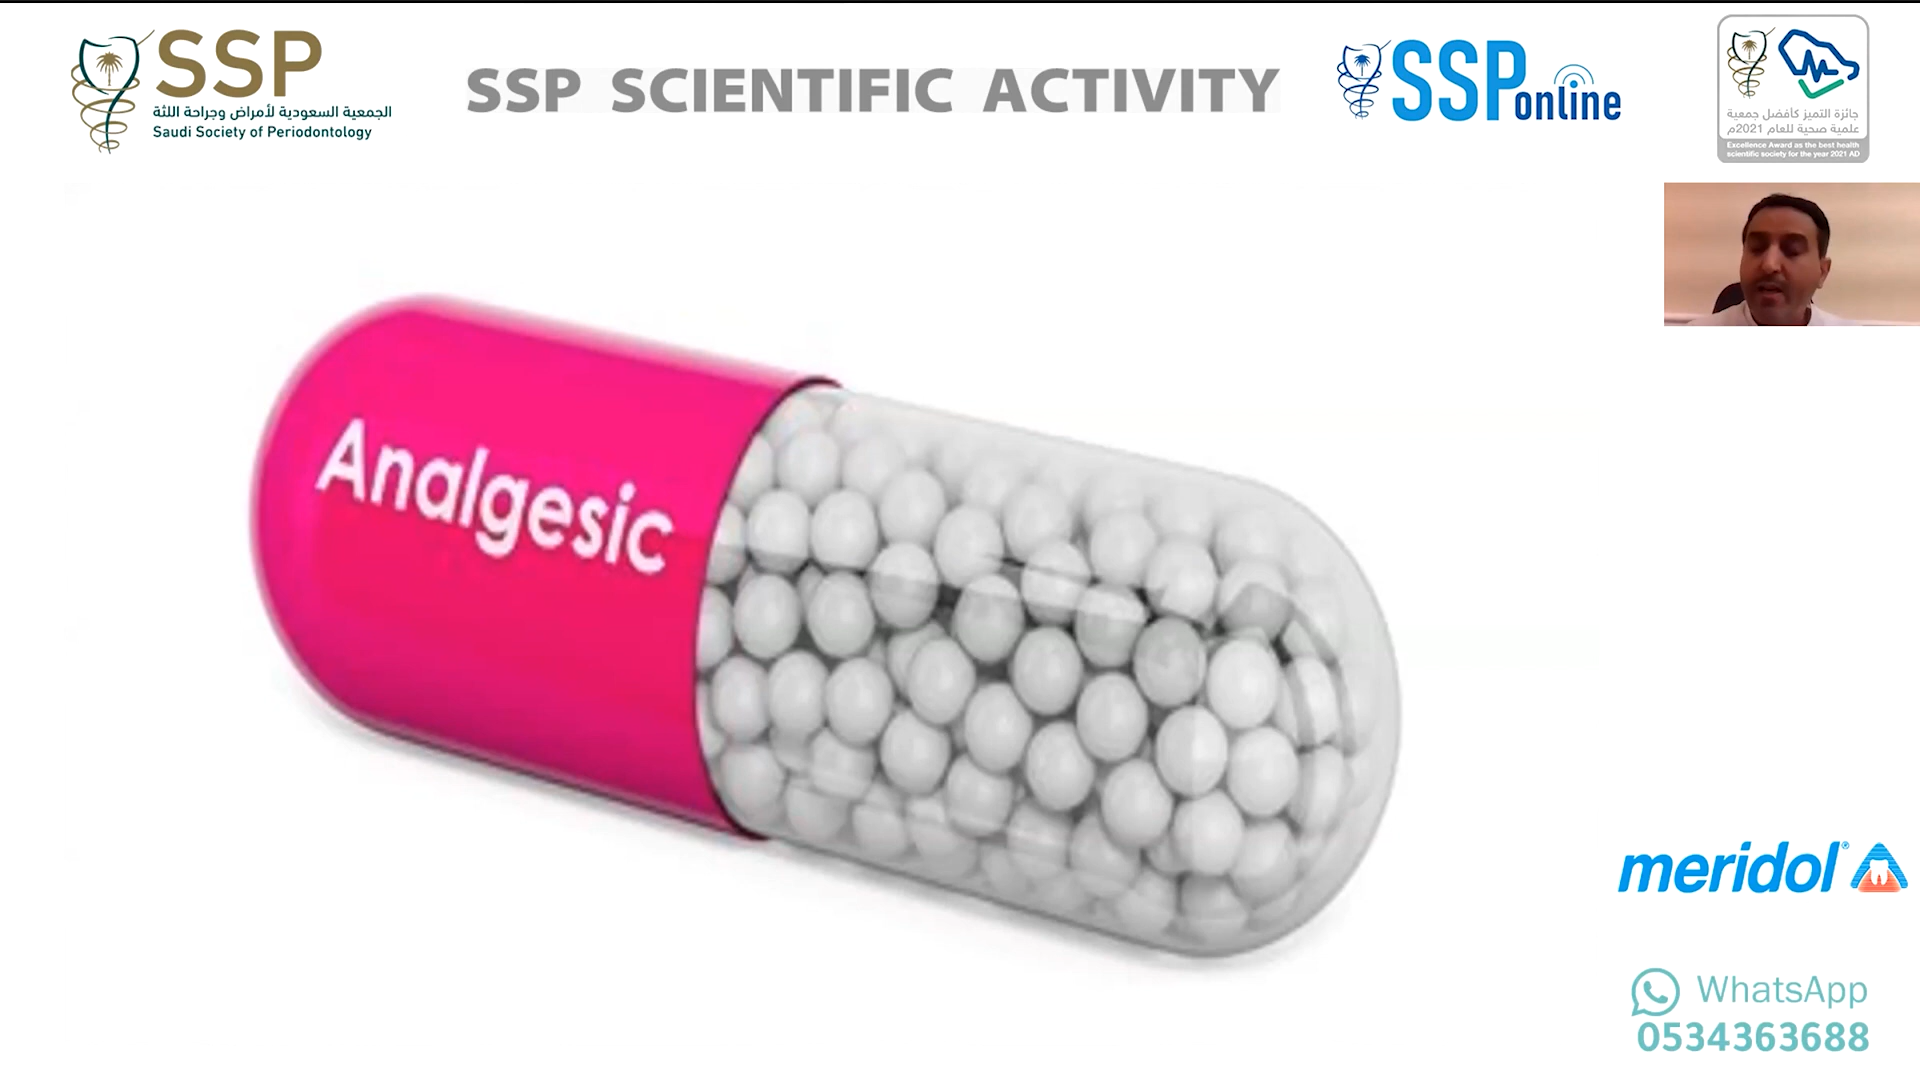 SSP
الجمعية السعودية لأمراض وجراحة اللثة
Saudi Society of Periodontology
SSP SCIENTIFIC ACTIVITY
SSP online
جائزة التميز كأفضل جمعية
علمية صحية للعام 2021م
Excellence Award as the best health
scientific society for the year 2021 AD
Analgesic
meridol®
WhatsApp
0534363688